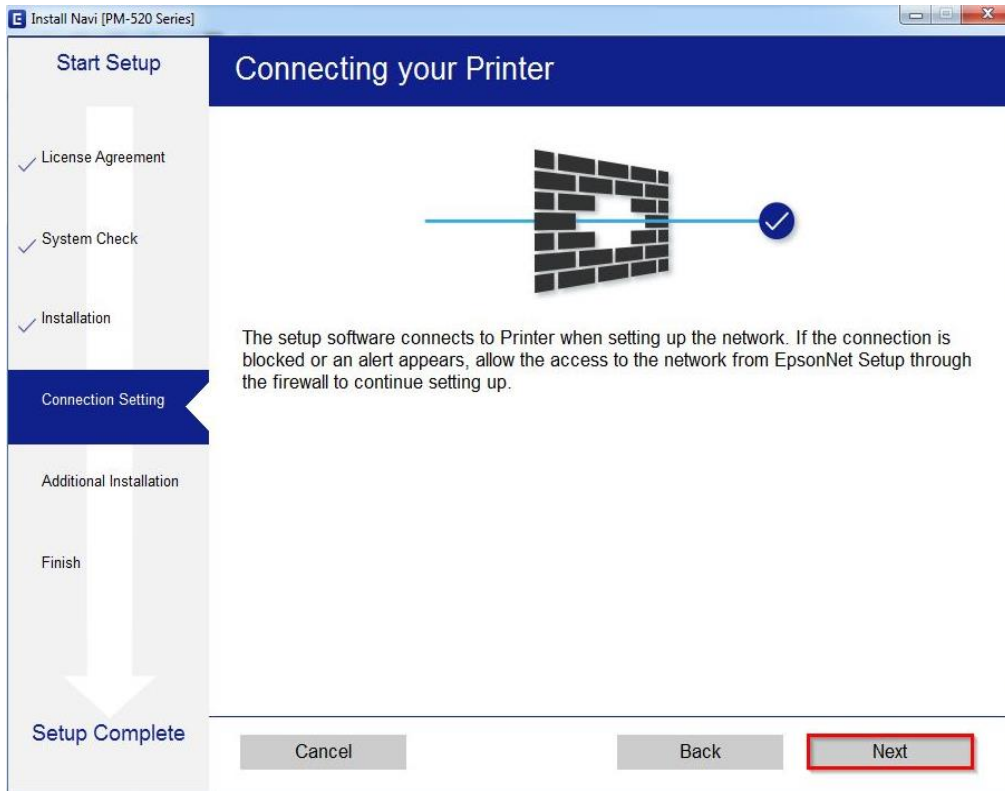 E Install Navi [PM-520 Series]
X
Start Setup
Connecting your Printer
License Agreement
System Check
Installation
Connection Setting
Additional Installation
Finish
Setup Complete
The setup software connects to Printer when setting up the network. If the connection is
blocked or an alert appears, allow the access to the network from EpsonNet Setup through
the firewall to continue setting up.
Cancel
Back
Next